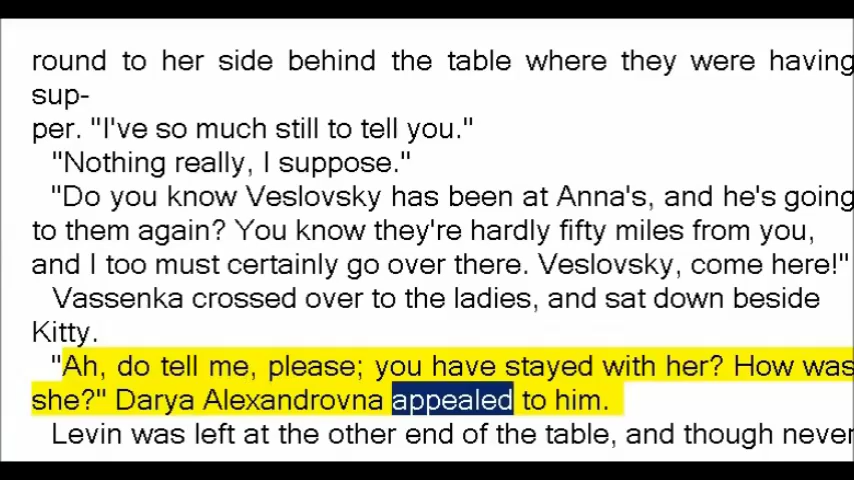 round to her side behind the table where they were having
sup-
per. "I've so much still to tell you."
"Nothing really, I suppose."
"Do you know Veslovsky has been at Anna's, and he's going
to them again? You know they're hardly fifty miles from you,
and I too must certainly go over there. Veslovsky, come here!"
Vassenka crossed over to the ladies, and sat down beside
Kitty.
"Ah, do tell me, please; you have stayed with her? How was
she?" Darya Alexandrovna appealed to him.
Levin was left at the other end of the table, and though never